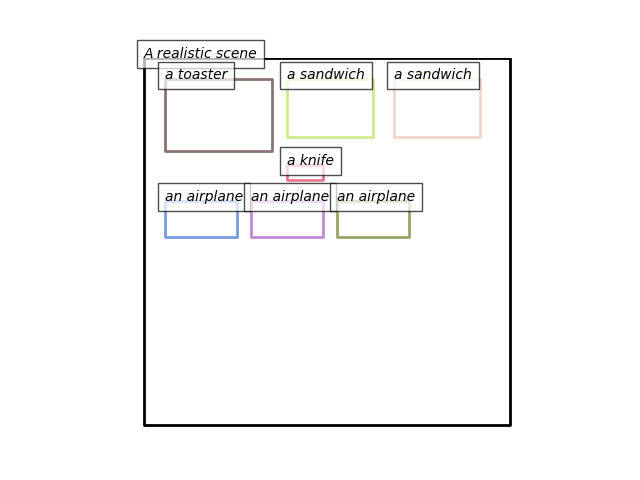 A realistic scene
a toaster
a sandwich
a sandwich
a knife
an airplane
an airplane
an airplane